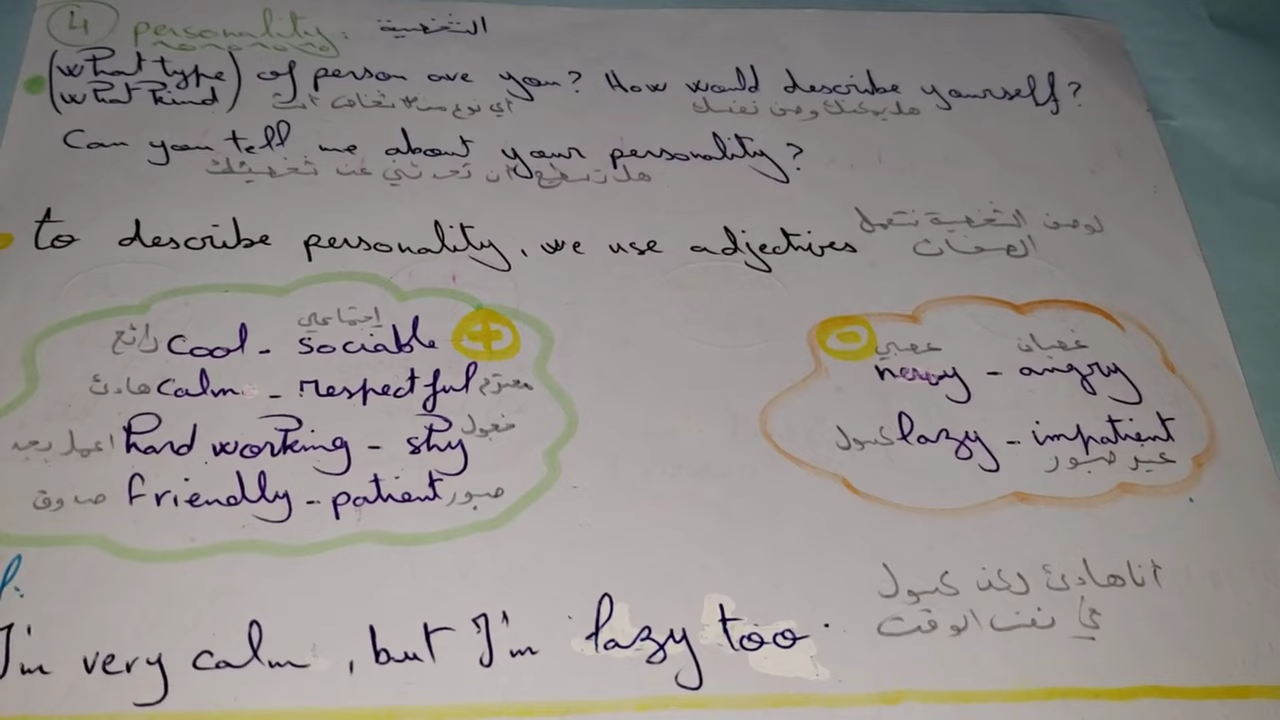 4 personality: الشخصية
(what type) of person are you? How would describe yourself?
(what kind) أي نوع من الأشخاص أنت هل يمكنك وصف نفسك
Can you tell me about your personality?
هل تستطيع ان تحدثني عن شخصيتك
to describe personality, we use adjectives لوصف الشخصية نستعمل
الصفات
رائع cool - sociable إجتماعي +
هادئ calm - respectful محترم
اعمل بجد hard working - shy خجول
صدوق friendly - patient صبور
- عصبي غضبان
nervy - angry
كسول lazy - impatient
غير صبور
انا هادئ لكن كسول
في نفس الوقت
I'm very calm, but I'm lazy too.